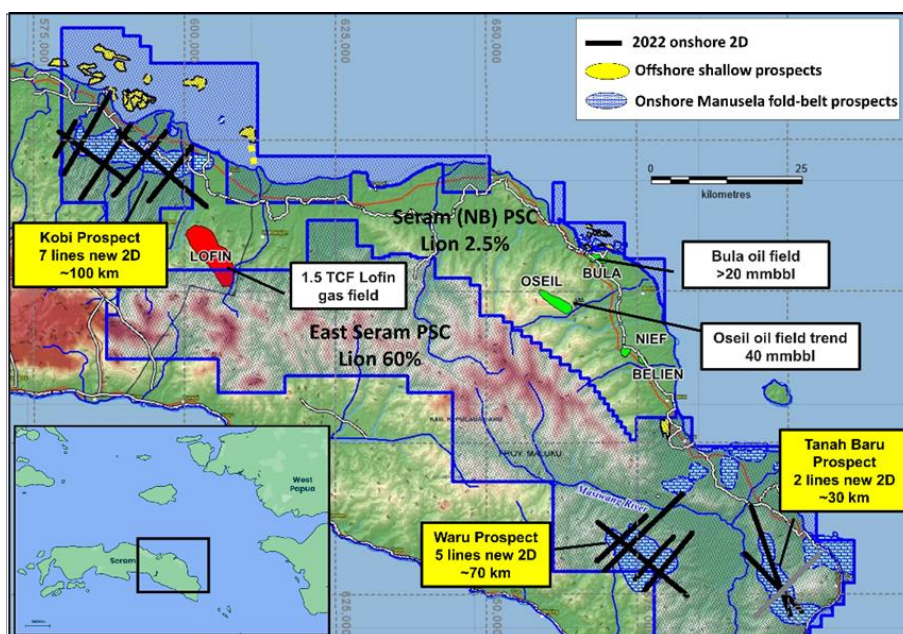 575,000
600,000
625,000
650,000
2022 onshore 2D
Offshore shallow prospects
Onshore Manusela fold-belt prospects
0
25
kilometres
Kobi Prospect
7 lines new 2D
~100 km
LOFIN
1.5 TCF Lofin
gas field
Seram (NB) PSC
Lion 2.5%
East Seram PSC
Lion 60%
OSEIL
BULA
Bula oil field
>20 mmbbl
Oseil oil field trend
40 mmbbl
NIEF
BELIEN
PROV. MALUKU
Masiwang River
Tanah Baru
Prospect
2 lines new 2D
~30 km
Waru Prospect
5 lines new 2D
~70 km
West
Papua
Seram
625,000